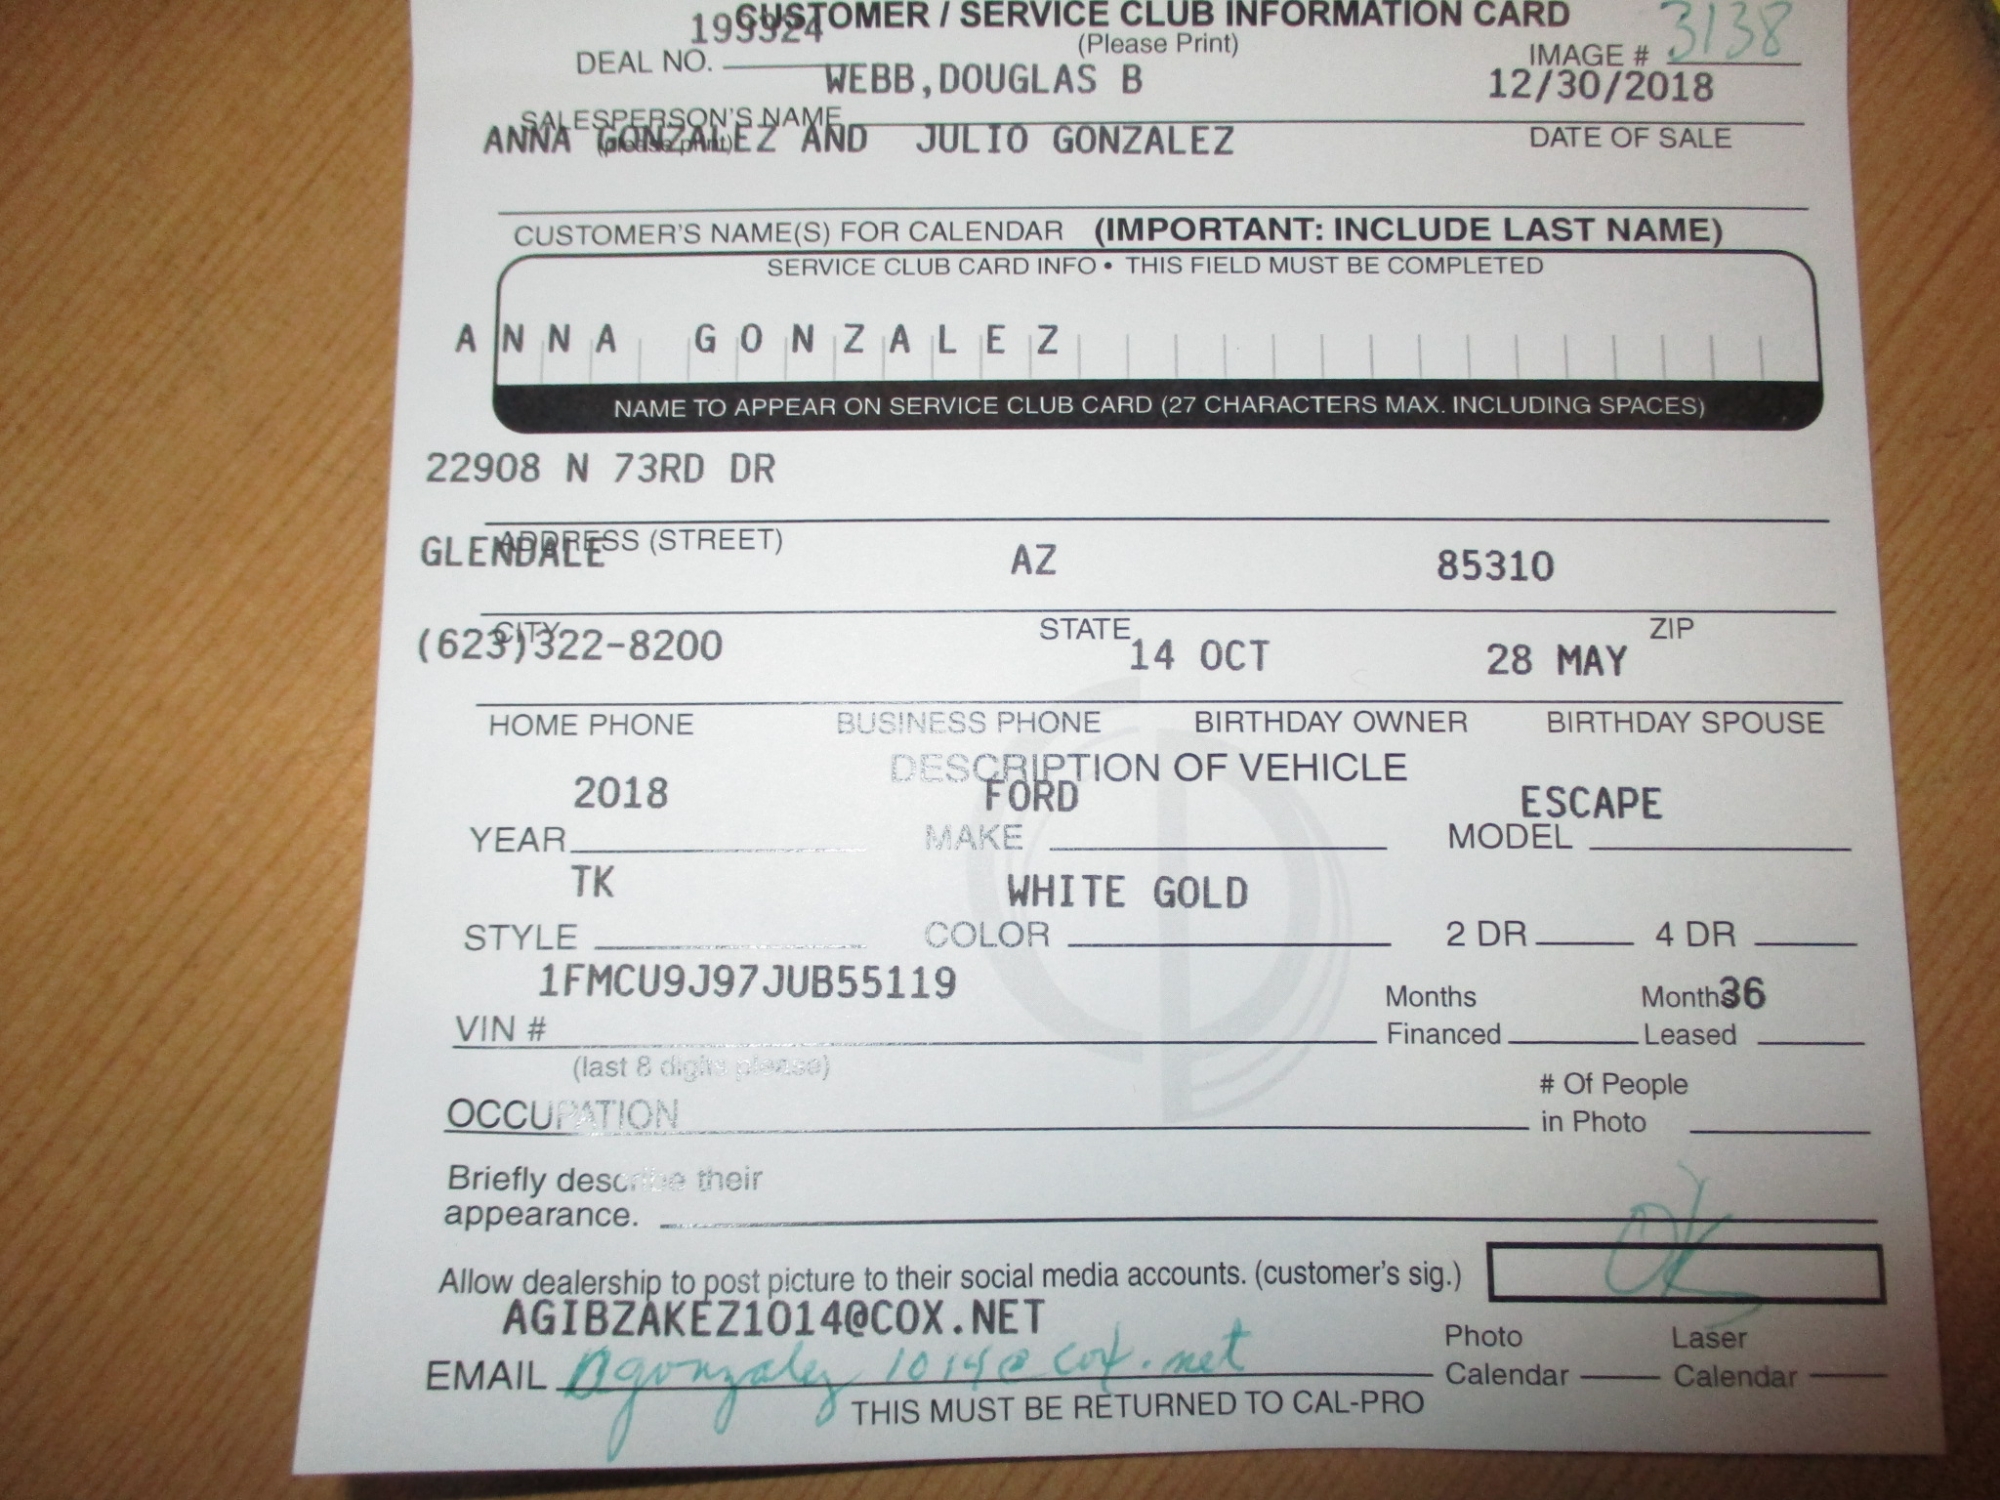 199924 CUSTOMER / SERVICE CLUB INFORMATION CARD
(Please Print)
DEAL NO.
IMAGE # 3138
WEBB,DOUGLAS B 12/30/2018
SALESPERSON'S NAME
(please print)
DATE OF SALE
ANNA GONZALEZ AND JULIO GONZALEZ
CUSTOMER'S NAME(S) FOR CALENDAR (IMPORTANT: INCLUDE LAST NAME)
SERVICE CLUB CARD INFO • THIS FIELD MUST BE COMPLETED
ANNA GONZALEZ
NAME TO APPEAR ON SERVICE CLUB CARD (27 CHARACTERS MAX. INCLUDING SPACES)
22908 N 73RD DR
ADDRESS (STREET)
GLENDALE AZ 85310
CITY STATE ZIP
(623)322-8200 14 OCT 28 MAY
HOME PHONE BUSINESS PHONE BIRTHDAY OWNER BIRTHDAY SPOUSE
DESCRIPTION OF VEHICLE
2018 FORD ESCAPE
YEAR MAKE MODEL
TK WHITE GOLD
STYLE COLOR 2 DR 4 DR
1FMCU9J97JUB55119
Months Months 36
VIN # Financed Leased
(last 8 digits please)
# Of People
OCCUPATION in Photo
Briefly describe their
appearance.
Allow dealership to post picture to their social media accounts. (customer's sig.) OK
AGIBZAKEZ1014@COX.NET
Photo Laser
EMAIL agonzalez1014@cox.net Calendar Calendar
THIS MUST BE RETURNED TO CAL-PRO